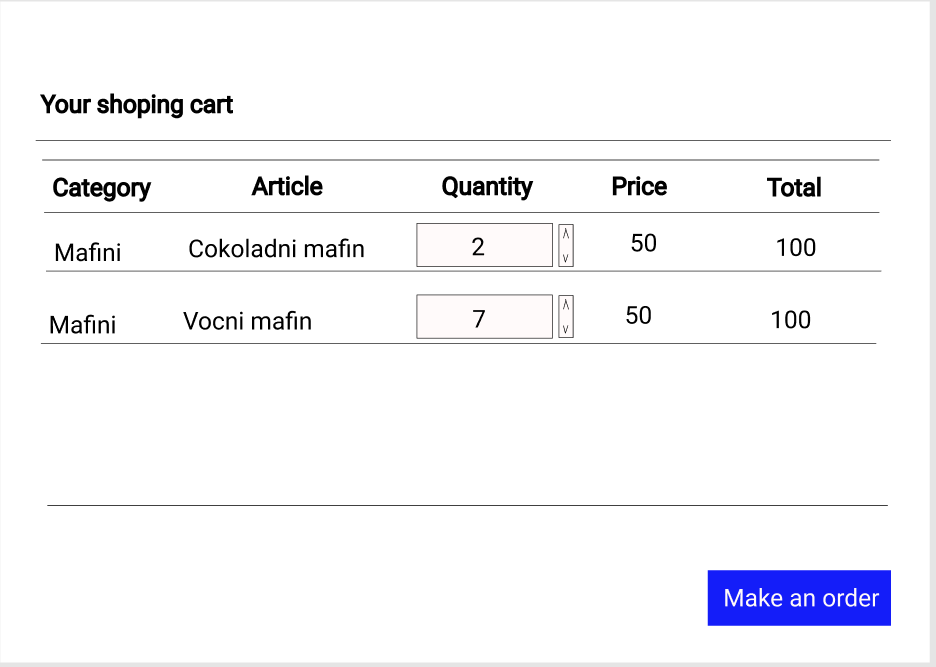 Your shoping cart
Category Article Quantity Price Total
Mafini Cokoladni mafin 2 50 100
Mafini Vocni mafin 7 50 100
Make an order